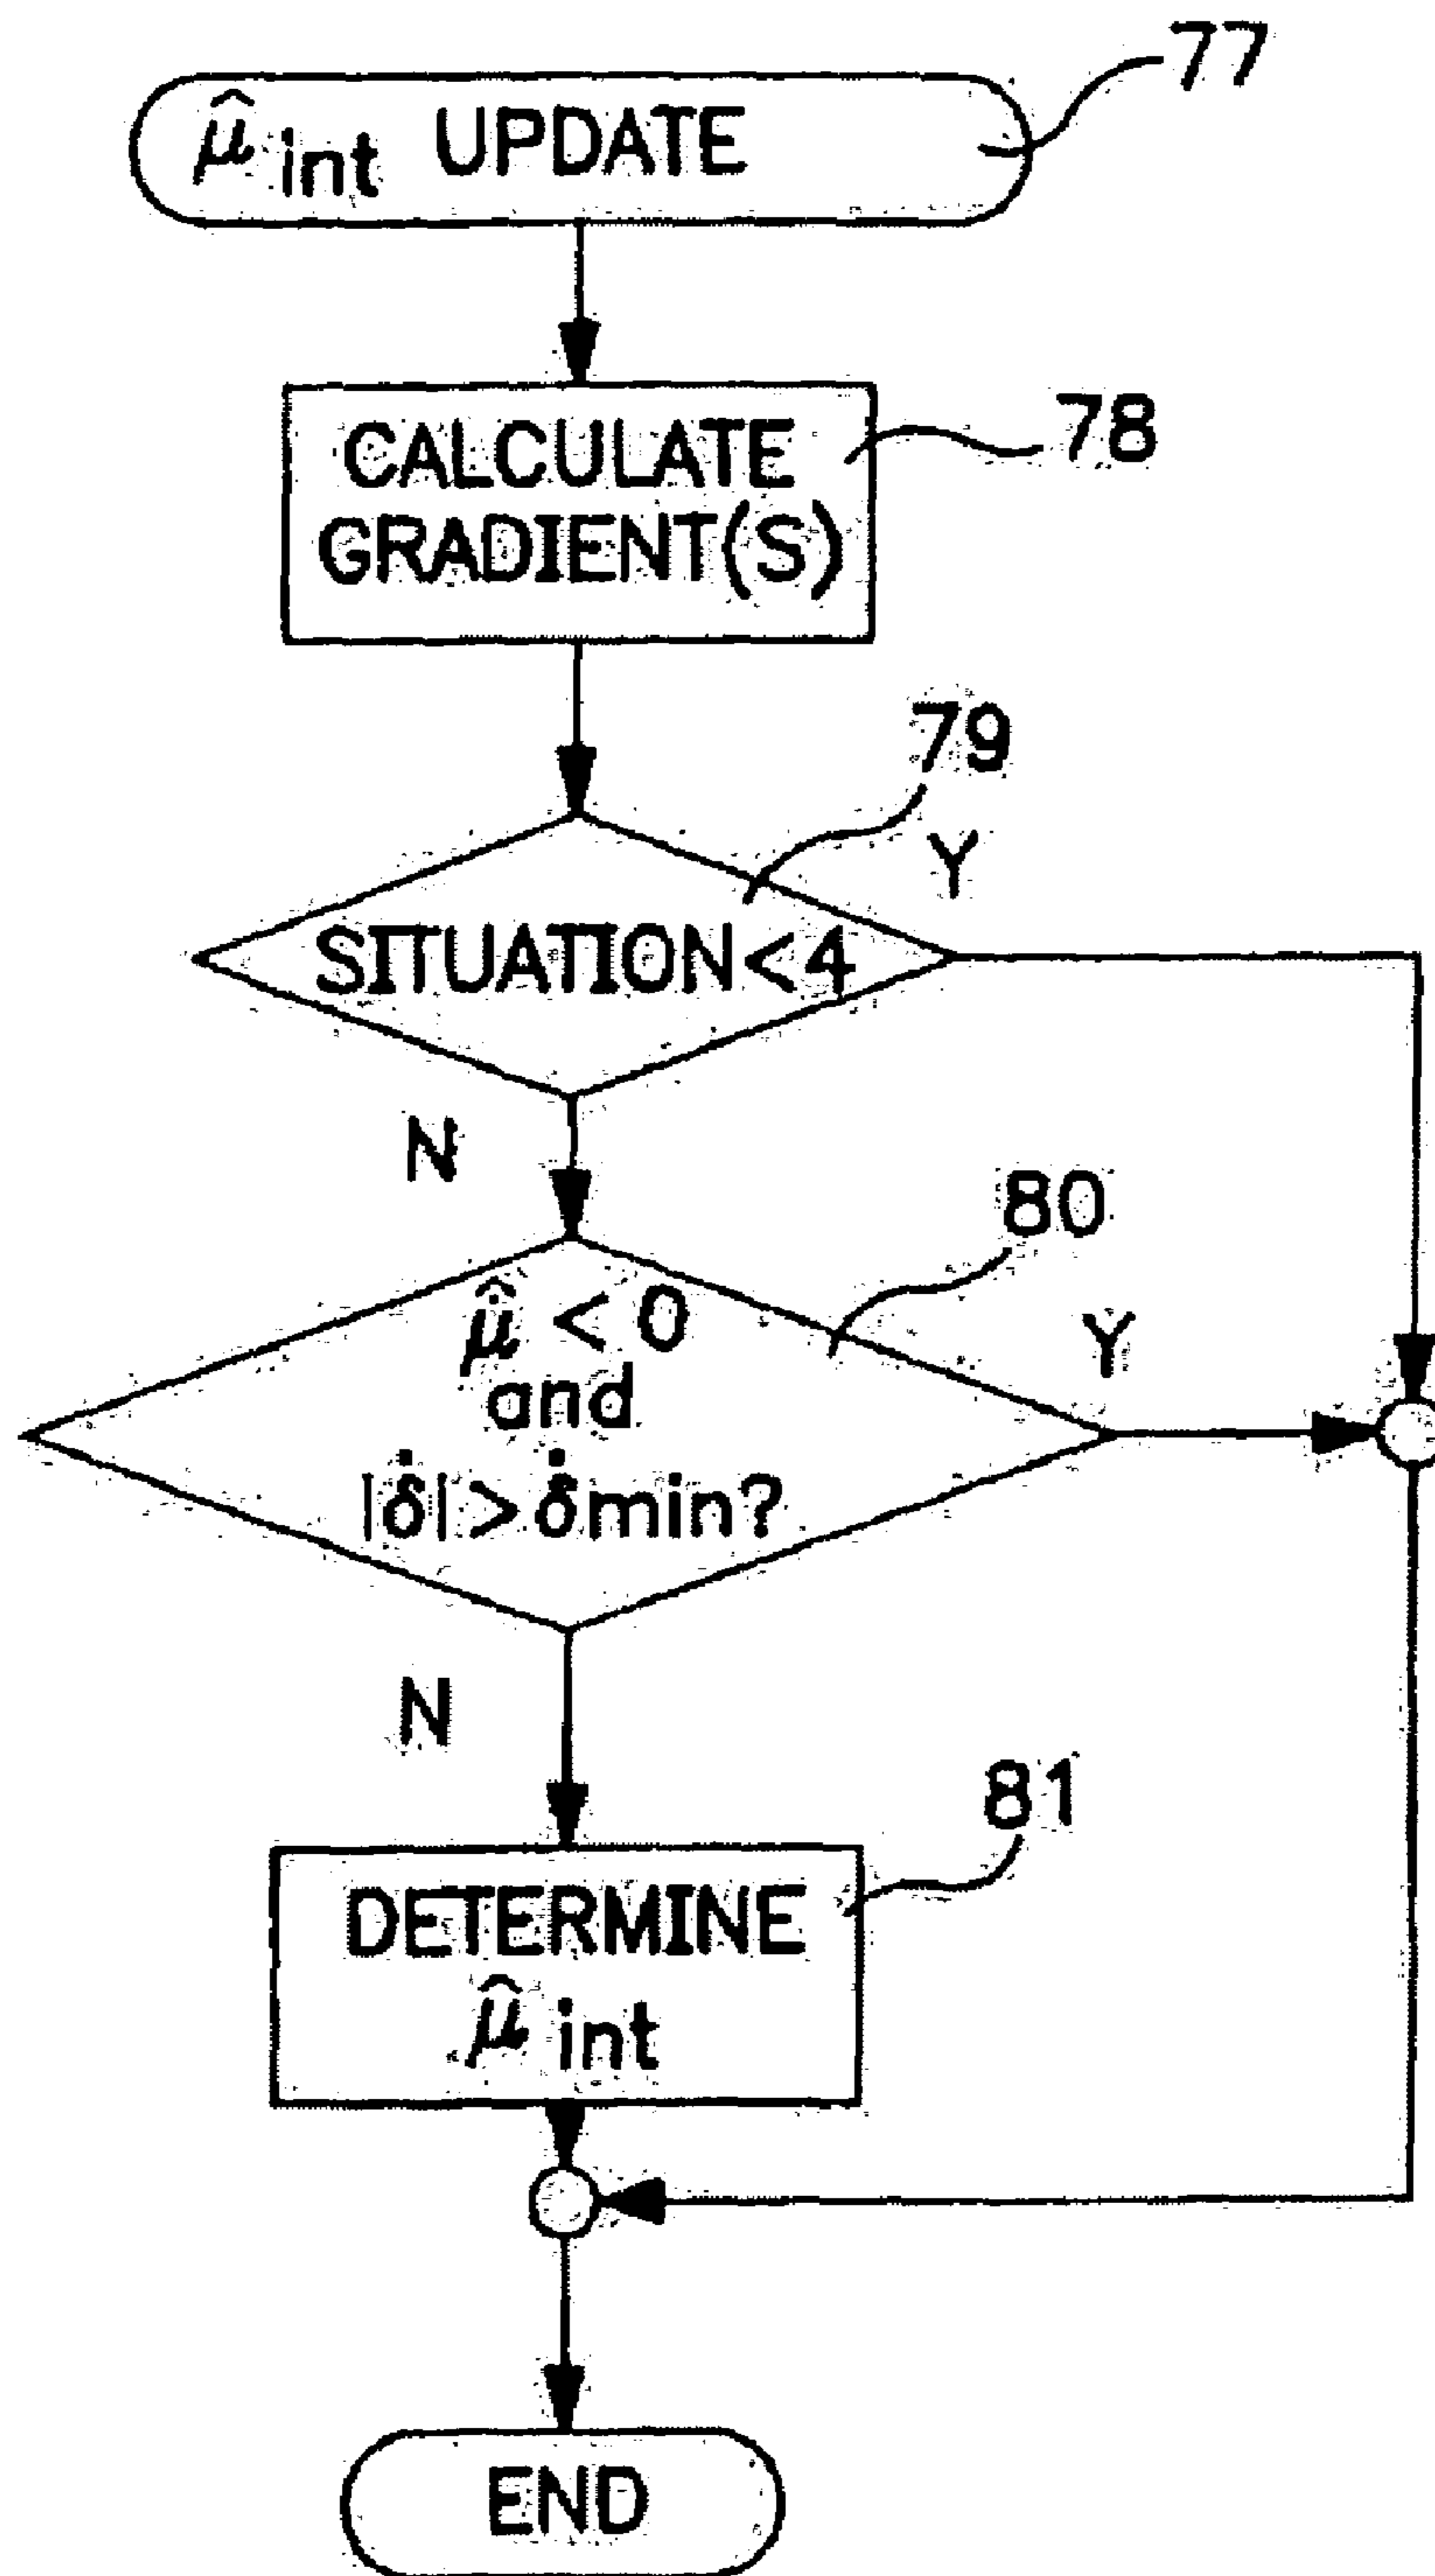 77
μ̂ int UPDATE
78
CALCULATE
GRADIENT(S)
79
Y
SITUATION<4
N
80
μ̂̇ < 0
Y
and
|δ̇| > δ̇min?
N
81
DETERMINE
μ̂ int
END